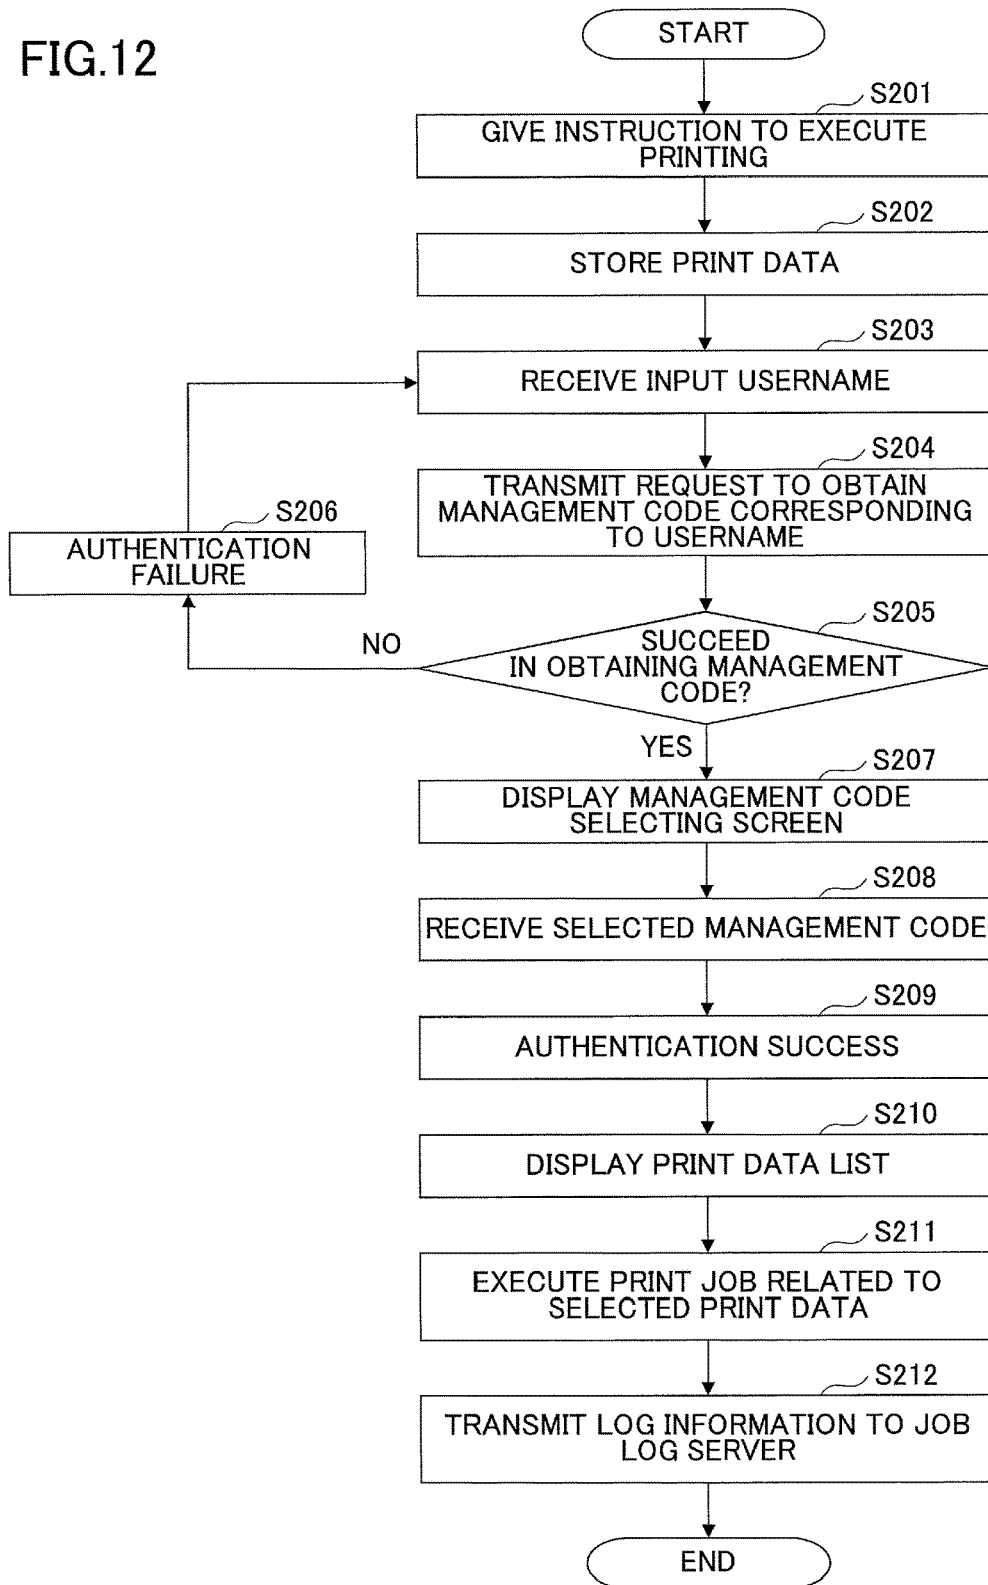 FIG.12
START
S201
GIVE INSTRUCTION TO EXECUTE
PRINTING
S202
STORE PRINT DATA
S203
RECEIVE INPUT USERNAME
S204
TRANSMIT REQUEST TO OBTAIN
MANAGEMENT CODE CORRESPONDING
TO USERNAME
S206
AUTHENTICATION
FAILURE
S205
SUCCEED
IN OBTAINING MANAGEMENT
CODE?
NO
YES
S207
DISPLAY MANAGEMENT CODE
SELECTING SCREEN
S208
RECEIVE SELECTED MANAGEMENT CODE
S209
AUTHENTICATION SUCCESS
S210
DISPLAY PRINT DATA LIST
S211
EXECUTE PRINT JOB RELATED TO
SELECTED PRINT DATA
S212
TRANSMIT LOG INFORMATION TO JOB
LOG SERVER
END